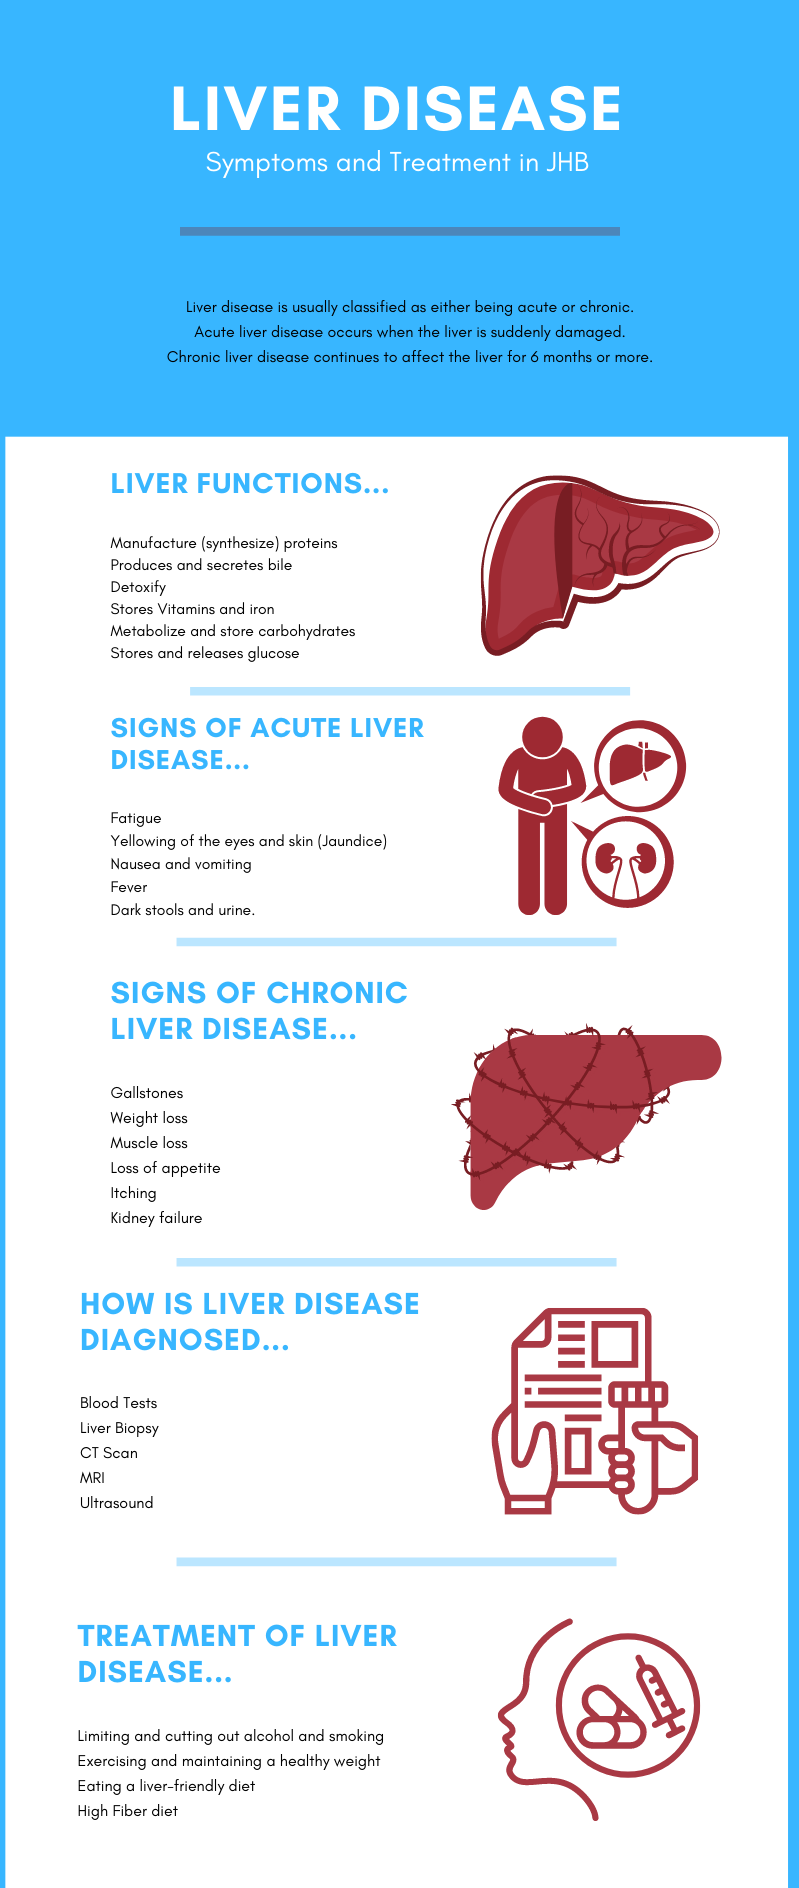 LIVER DISEASE
Symptoms and Treatment in JHB
Liver disease is usually classified as either being acute or chronic.
Acute liver disease occurs when the liver is suddenly damaged.
Chronic liver disease continues to affect the liver for 6 months or more.
LIVER FUNCTIONS...
Manufacture (synthesize) proteins
Produces and secretes bile
Detoxify
Stores Vitamins and iron
Metabolize and store carbohydrates
Stores and releases glucose
SIGNS OF ACUTE LIVER
DISEASE...
Fatigue
Yellowing of the eyes and skin (Jaundice)
Nausea and vomiting
Fever
Dark stools and urine.
SIGNS OF CHRONIC
LIVER DISEASE...
Gallstones
Weight loss
Muscle loss
Loss of appetite
Itching
Kidney failure
HOW IS LIVER DISEASE
DIAGNOSED...
Blood Tests
Liver Biopsy
CT Scan
MRI
Ultrasound
TREATMENT OF LIVER
DISEASE...
Limiting and cutting out alcohol and smoking
Exercising and maintaining a healthy weight
Eating a liver-friendly diet
High Fiber diet